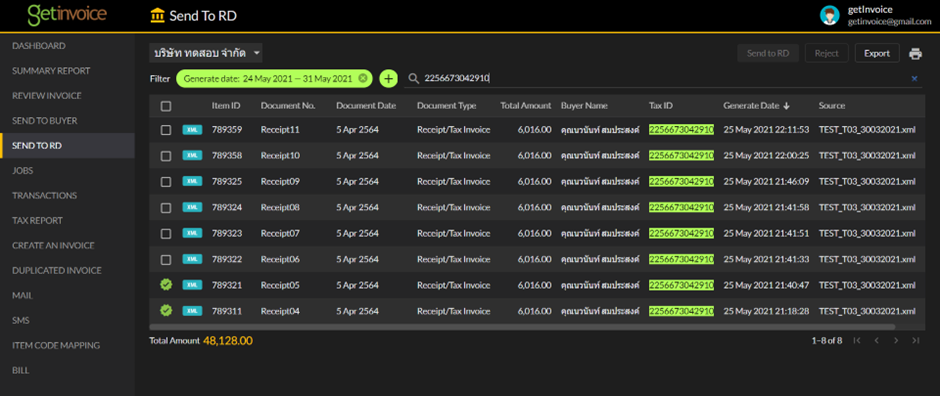 getinvoice
Send To RD
getInvoice
getinvoice@gmail.com
DASHBOARD
SUMMARY REPORT
REVIEW INVOICE
SEND TO BUYER
SEND TO RD
JOBS
TRANSACTIONS
TAX REPORT
CREATE AN INVOICE
DUPLICATED INVOICE
MAIL
SMS
ITEM CODE MAPPING
BILL
บริษัท ทดสอบ จำกัด
Send to RD Reject Export
Filter Generate date: 24 May 2021 — 31 May 2021 2256673042910
Item ID Document No. Document Date Document Type Total Amount Buyer Name Tax ID Generate Date Source
XML 789359 Receipt11 5 Apr 2564 Receipt/Tax Invoice 6,016.00 คุณนวนันท์ สมประสงค์ 2256673042910 25 May 2021 22:11:53 TEST_T03_30032021.xml
XML 789358 Receipt10 5 Apr 2564 Receipt/Tax Invoice 6,016.00 คุณนวนันท์ สมประสงค์ 2256673042910 25 May 2021 22:00:25 TEST_T03_30032021.xml
XML 789325 Receipt09 5 Apr 2564 Receipt/Tax Invoice 6,016.00 คุณนวนันท์ สมประสงค์ 2256673042910 25 May 2021 21:46:09 TEST_T03_30032021.xml
XML 789324 Receipt08 5 Apr 2564 Receipt/Tax Invoice 6,016.00 คุณนวนันท์ สมประสงค์ 2256673042910 25 May 2021 21:41:58 TEST_T03_30032021.xml
XML 789323 Receipt07 5 Apr 2564 Receipt/Tax Invoice 6,016.00 คุณนวนันท์ สมประสงค์ 2256673042910 25 May 2021 21:41:51 TEST_T03_30032021.xml
XML 789322 Receipt06 5 Apr 2564 Receipt/Tax Invoice 6,016.00 คุณนวนันท์ สมประสงค์ 2256673042910 25 May 2021 21:41:33 TEST_T03_30032021.xml
XML 789321 Receipt05 5 Apr 2564 Receipt/Tax Invoice 6,016.00 คุณนวนันท์ สมประสงค์ 2256673042910 25 May 2021 21:40:47 TEST_T03_30032021.xml
XML 789311 Receipt04 5 Apr 2564 Receipt/Tax Invoice 6,016.00 คุณนวนันท์ สมประสงค์ 2256673042910 25 May 2021 21:18:28 TEST_T03_30032021.xml
Total Amount 48,128.00 1–8 of 8